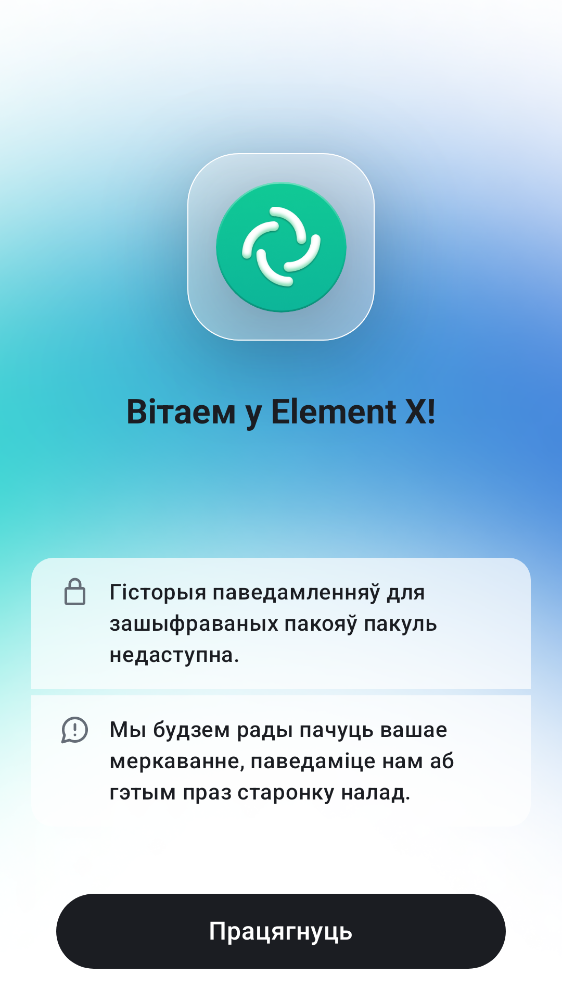 Вітаем у Element X!
Гісторыя паведамленняў для
зашыфраваных пакояў пакуль
недаступна.
Мы будзем рады пачуць вашае
меркаванне, паведаміце нам аб
гэтым праз старонку налад.
Працягнуць